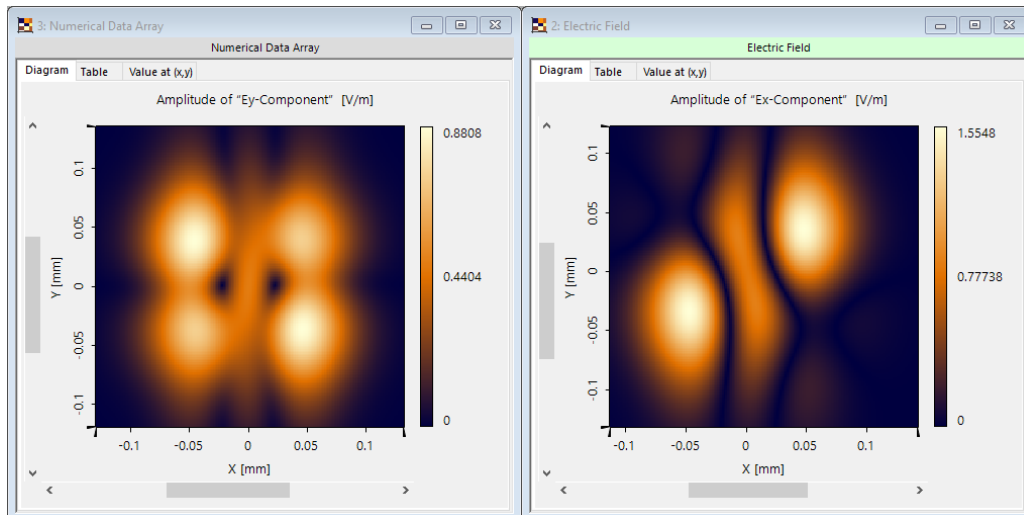 3: Numerical Data Array
Numerical Data Array
Diagram Table Value at (x,y)
Amplitude of "Ey-Component" [V/m]
0.8808
0.4404
0
Y [mm]
0.1
0.05
0
-0.05
-0.1
-0.1 -0.05 0 0.05 0.1
X [mm]
2: Electric Field
Electric Field
Diagram Table Value at (x,y)
Amplitude of "Ex-Component" [V/m]
1.5548
0.77738
0
Y [mm]
0.1
0.05
0
-0.05
-0.1
-0.1 -0.05 0 0.05 0.1
X [mm]